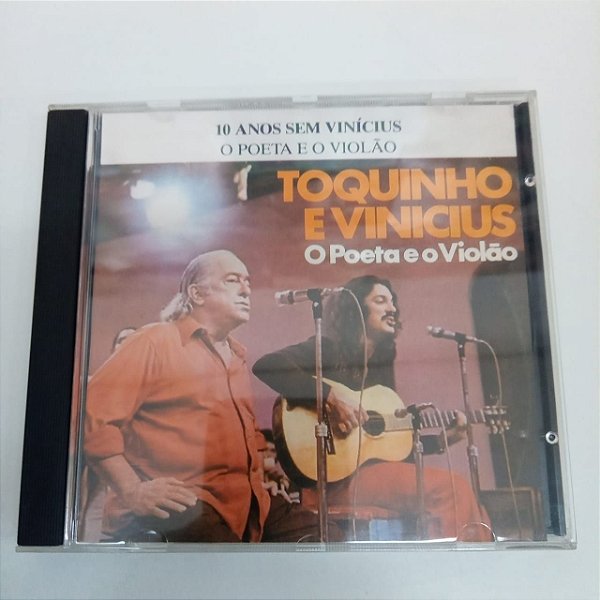 10 ANOS SEM VINÍCIUS
O POETA E O VIOLÃO
TOQUINHO
E VINICIUS
O Poeta e o Violão